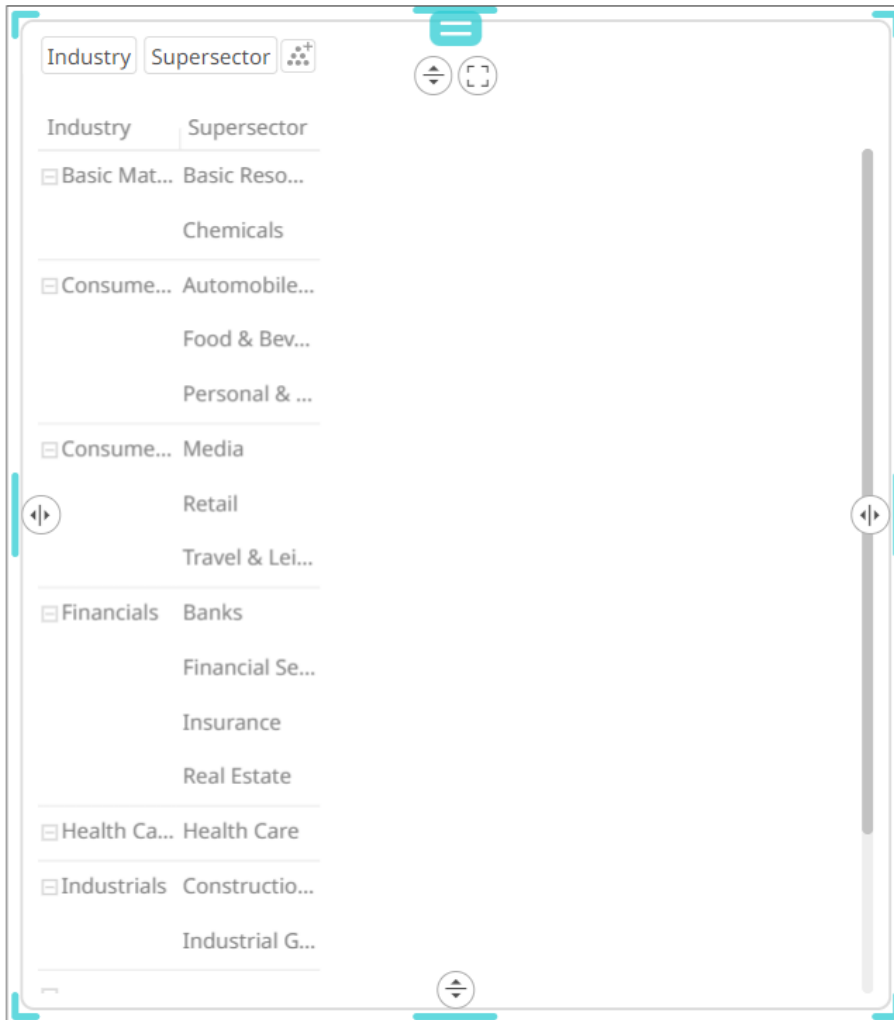 Industry Supersector
Industry Supersector
Basic Mat... Basic Reso...
Chemicals
Consume... Automobile...
Food & Bev...
Personal & ...
Consume... Media
Retail
Travel & Lei...
Financials Banks
Financial Se...
Insurance
Real Estate
Health Ca... Health Care
Industrials Constructio...
Industrial G...